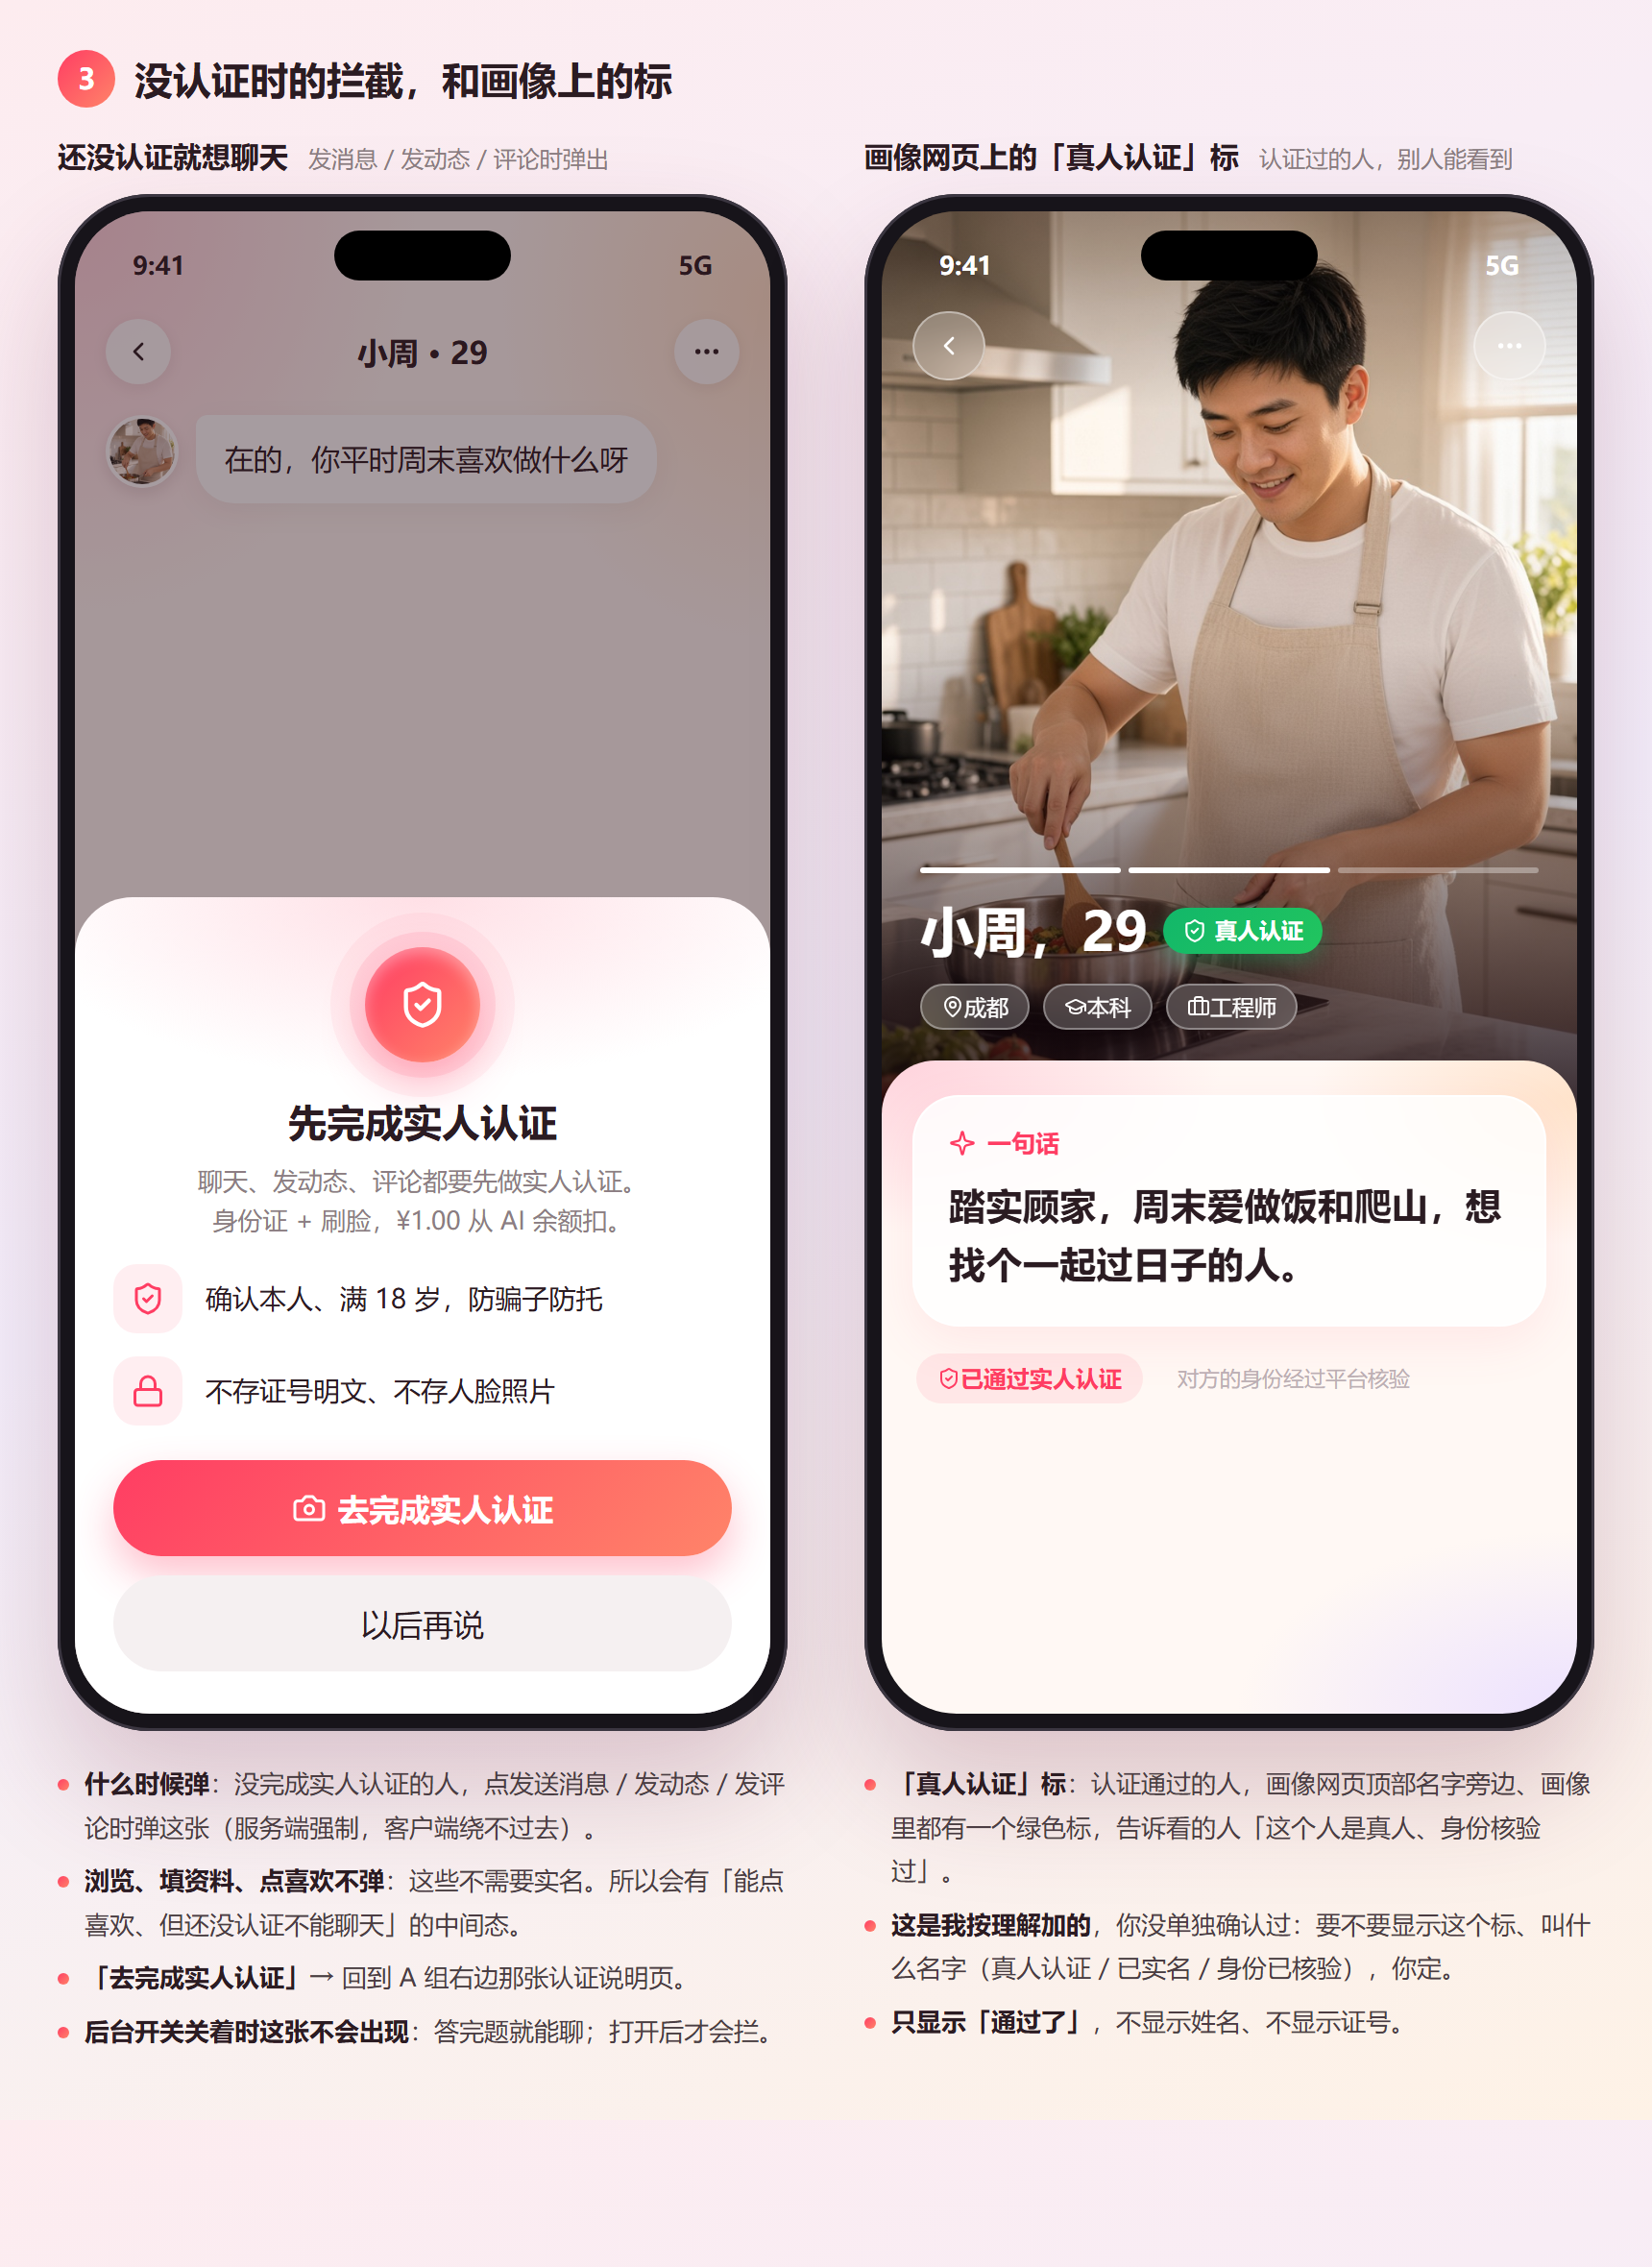 3 没认证时的拦截，和画像上的标
还没认证就想聊天 发消息 / 发动态 / 评论时弹出
9:41
5G
小周 • 29
在的，你平时周末喜欢做什么呀
先完成实人认证
聊天、发动态、评论都要先做实人认证。
身份证 + 刷脸，¥1.00 从 AI 余额扣。
确认本人、满 18 岁，防骗子防托
不存证号明文、不存人脸照片
去完成实人认证
以后再说
什么时候弹：没完成实人认证的人，点发送消息 / 发动态 / 发评
论时弹这张（服务端强制，客户端绕不过去）。
浏览、填资料、点喜欢不弹：这些不需要实名。所以会有「能点
喜欢、但还没认证不能聊天」的中间态。
「去完成实人认证」→ 回到 A 组右边那张认证说明页。
后台开关关着时这张不会出现：答完题就能聊；打开后才会拦。
画像网页上的「真人认证」标 认证过的人，别人能看到
9:41
5G
小周，29 真人认证
成都 本科 工程师
一句话
踏实顾家，周末爱做饭和爬山，想
找个一起过日子的人。
已通过实人认证 对方的身份经过平台核验
「真人认证」标：认证通过的人，画像网页顶部名字旁边、画像
里都有一个绿色标，告诉看的人「这个人是真人、身份核验
过」。
这是我按理解加的，你没单独确认过：要不要显示这个标、叫什
么名字（真人认证 / 已实名 / 身份已核验），你定。
只显示「通过了」，不显示姓名、不显示证号。